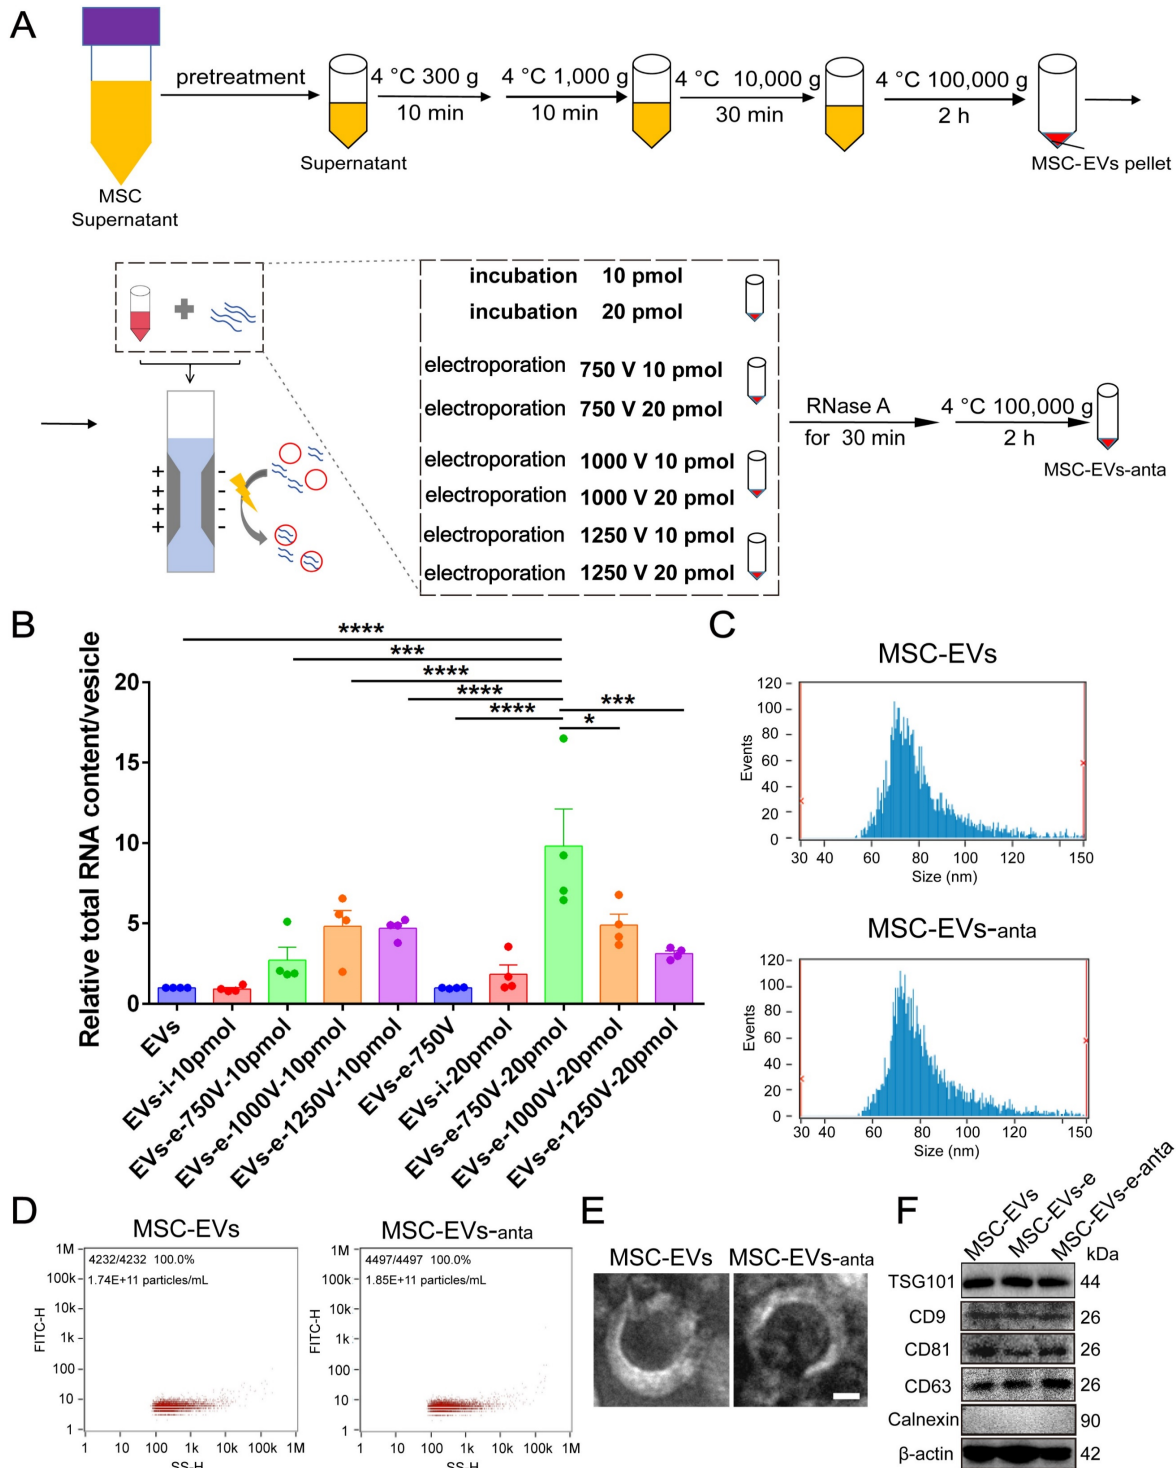 A
pretreatment
4 °C 300 g
10 min
4 °C 1,000 g
10 min
4 °C 10,000 g
30 min
4 °C 100,000 g
2 h
MSC
Supernatant
Supernatant
MSC-EVs pellet
incubation 10 pmol
incubation 20 pmol
electroporation 750 V 10 pmol
electroporation 750 V 20 pmol
electroporation 1000 V 10 pmol
electroporation 1000 V 20 pmol
electroporation 1250 V 10 pmol
electroporation 1250 V 20 pmol
+ -
+ -
+ -
+ -
RNase A
for 30 min
4 °C 100,000 g
2 h
MSC-EVs-anta
B
Relative total RNA content/vesicle
20
15
10
5
0
****
***
****
****
****
***
*
EVs
EVs-i-10pmol
EVs-e-750V-10pmol
EVs-e-1000V-10pmol
EVs-e-1250V-10pmol
EVs-e-750V
EVs-i-20pmol
EVs-e-750V-20pmol
EVs-e-1000V-20pmol
EVs-e-1250V-20pmol
C
MSC-EVs
Events
120
100
80
60
40
20
0
30 40 60 80 100 120 150
Size (nm)
MSC-EVs-anta
Events
120
100
80
60
40
20
0
30 40 60 80 100 120 150
Size (nm)
D
MSC-EVs
4232/4232 100.0%
1.74E+11 particles/mL
FITC-H
1M
100k
10k
1k
100
10
1
1 10 100 1k 10k 100k 1M
SS-H
MSC-EVs-anta
4497/4497 100.0%
1.85E+11 particles/mL
FITC-H
1M
100k
10k
1k
100
10
1
1 10 100 1k 10k 100k 1M
SS-H
E
MSC-EVs
MSC-EVs-anta
F
MSC-EVs
MSC-EVs-e
MSC-EVs-e-anta
kDa
TSG101 44
CD9 26
CD81 26
CD63 26
Calnexin 90
β-actin 42